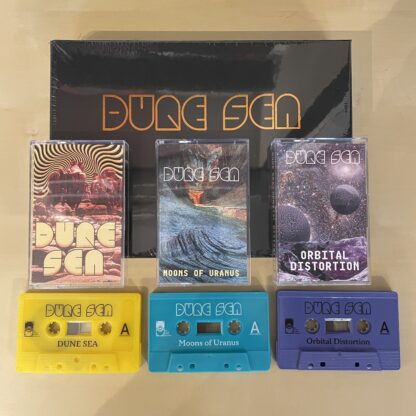 DUNE SEA
DUNE
SEA
DUNE SEA
MOONS OF URANUS
DUNE SEA
ORBITAL
DISTORTION
DUNE SEA
A
DUNE SEA
DUNE SEA
A
Moons of Uranus
DUNE SEA
A
Orbital Distortion